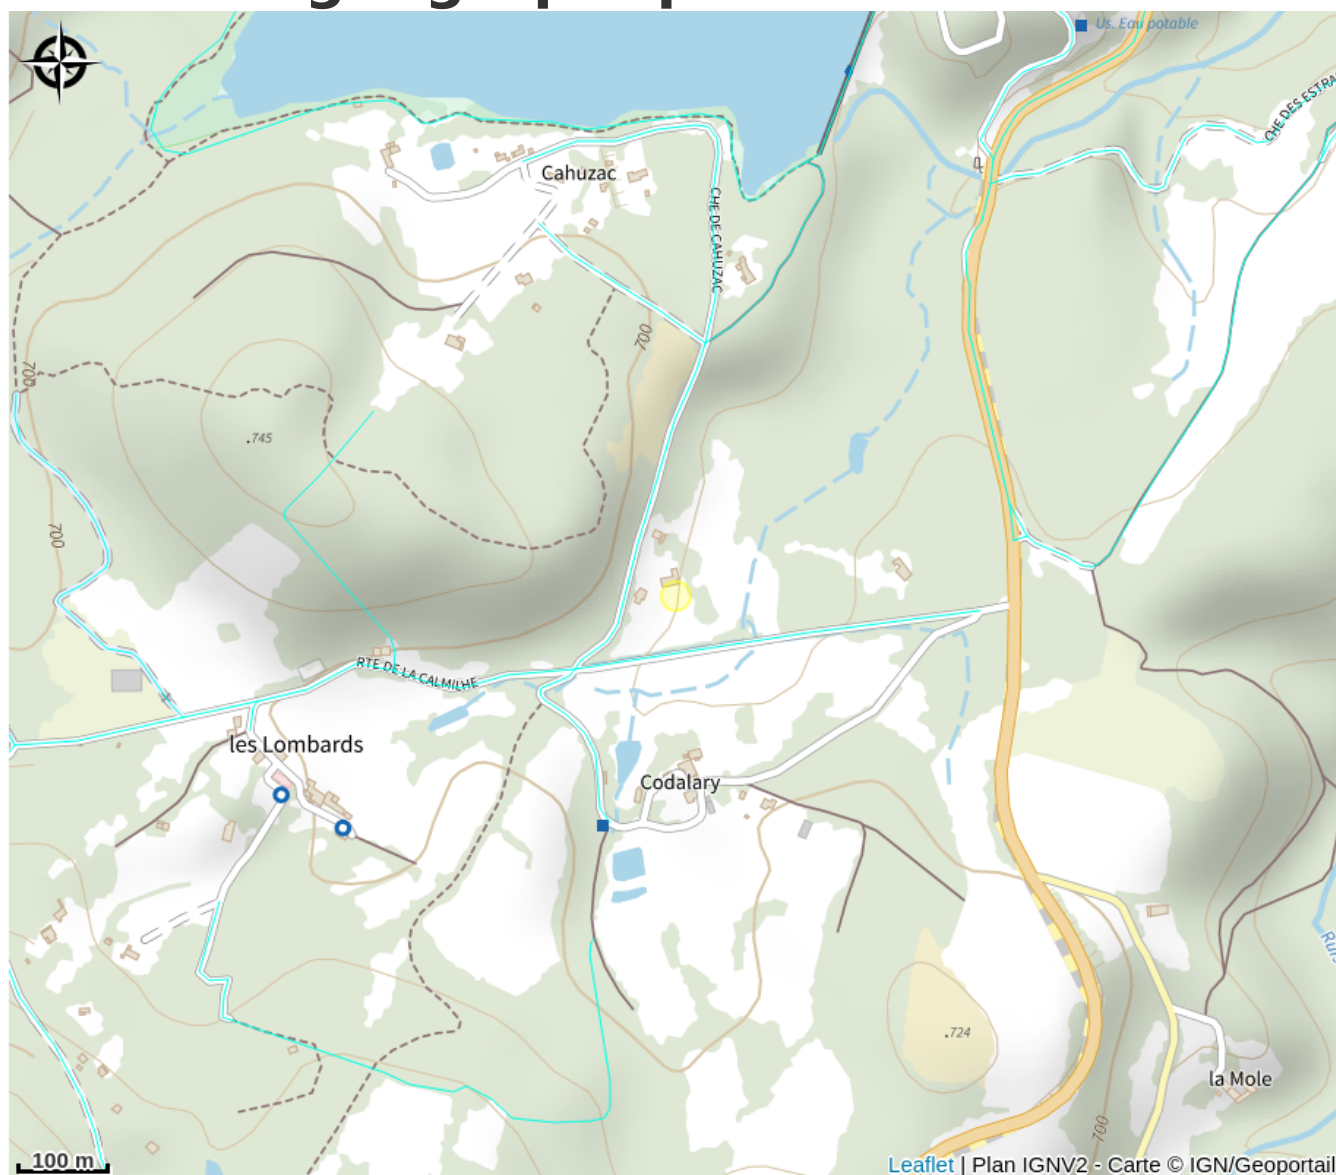 Us. Eau potable
CHE DES ESTRA
Cahuzac
CHE DE CAHUZAC
700
700
745
700
RTE DE LA CALMILHE
les Lombards
Codalary
724
la Mole
700
100 m
Leaflet | Plan IGNV2 - Carte © IGN/Geoportail